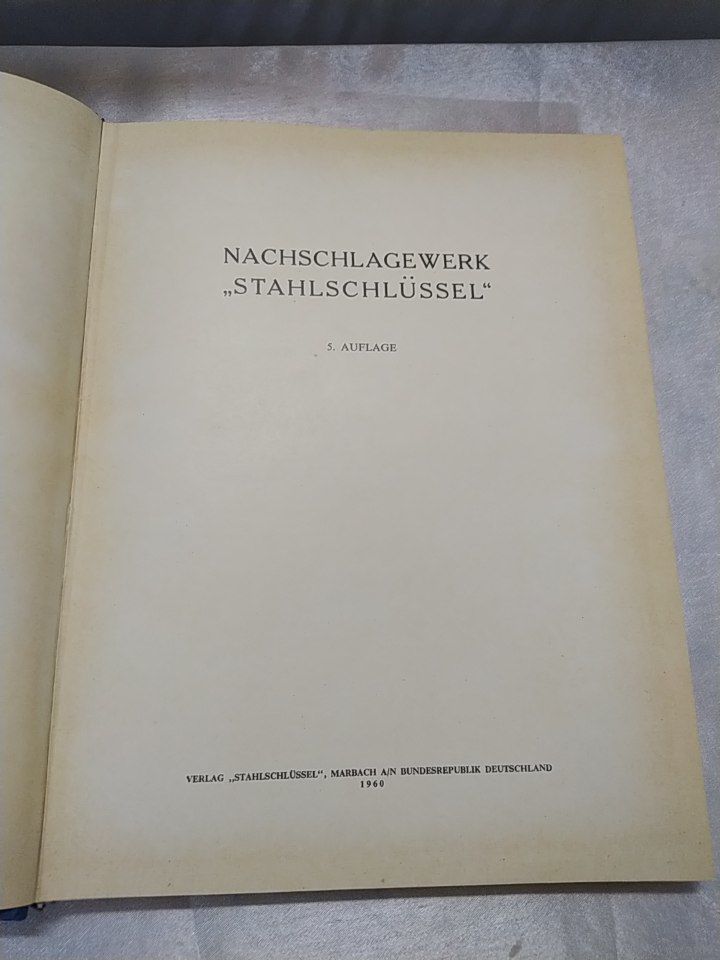 NACHSCHLAGEWERK
„STAHLSCHLÜSSEL“
5. AUFLAGE
VERLAG „STAHLSCHLÜSSEL“, MARBACH A/N BUNDESREPUBLIK DEUTSCHLAND
1960